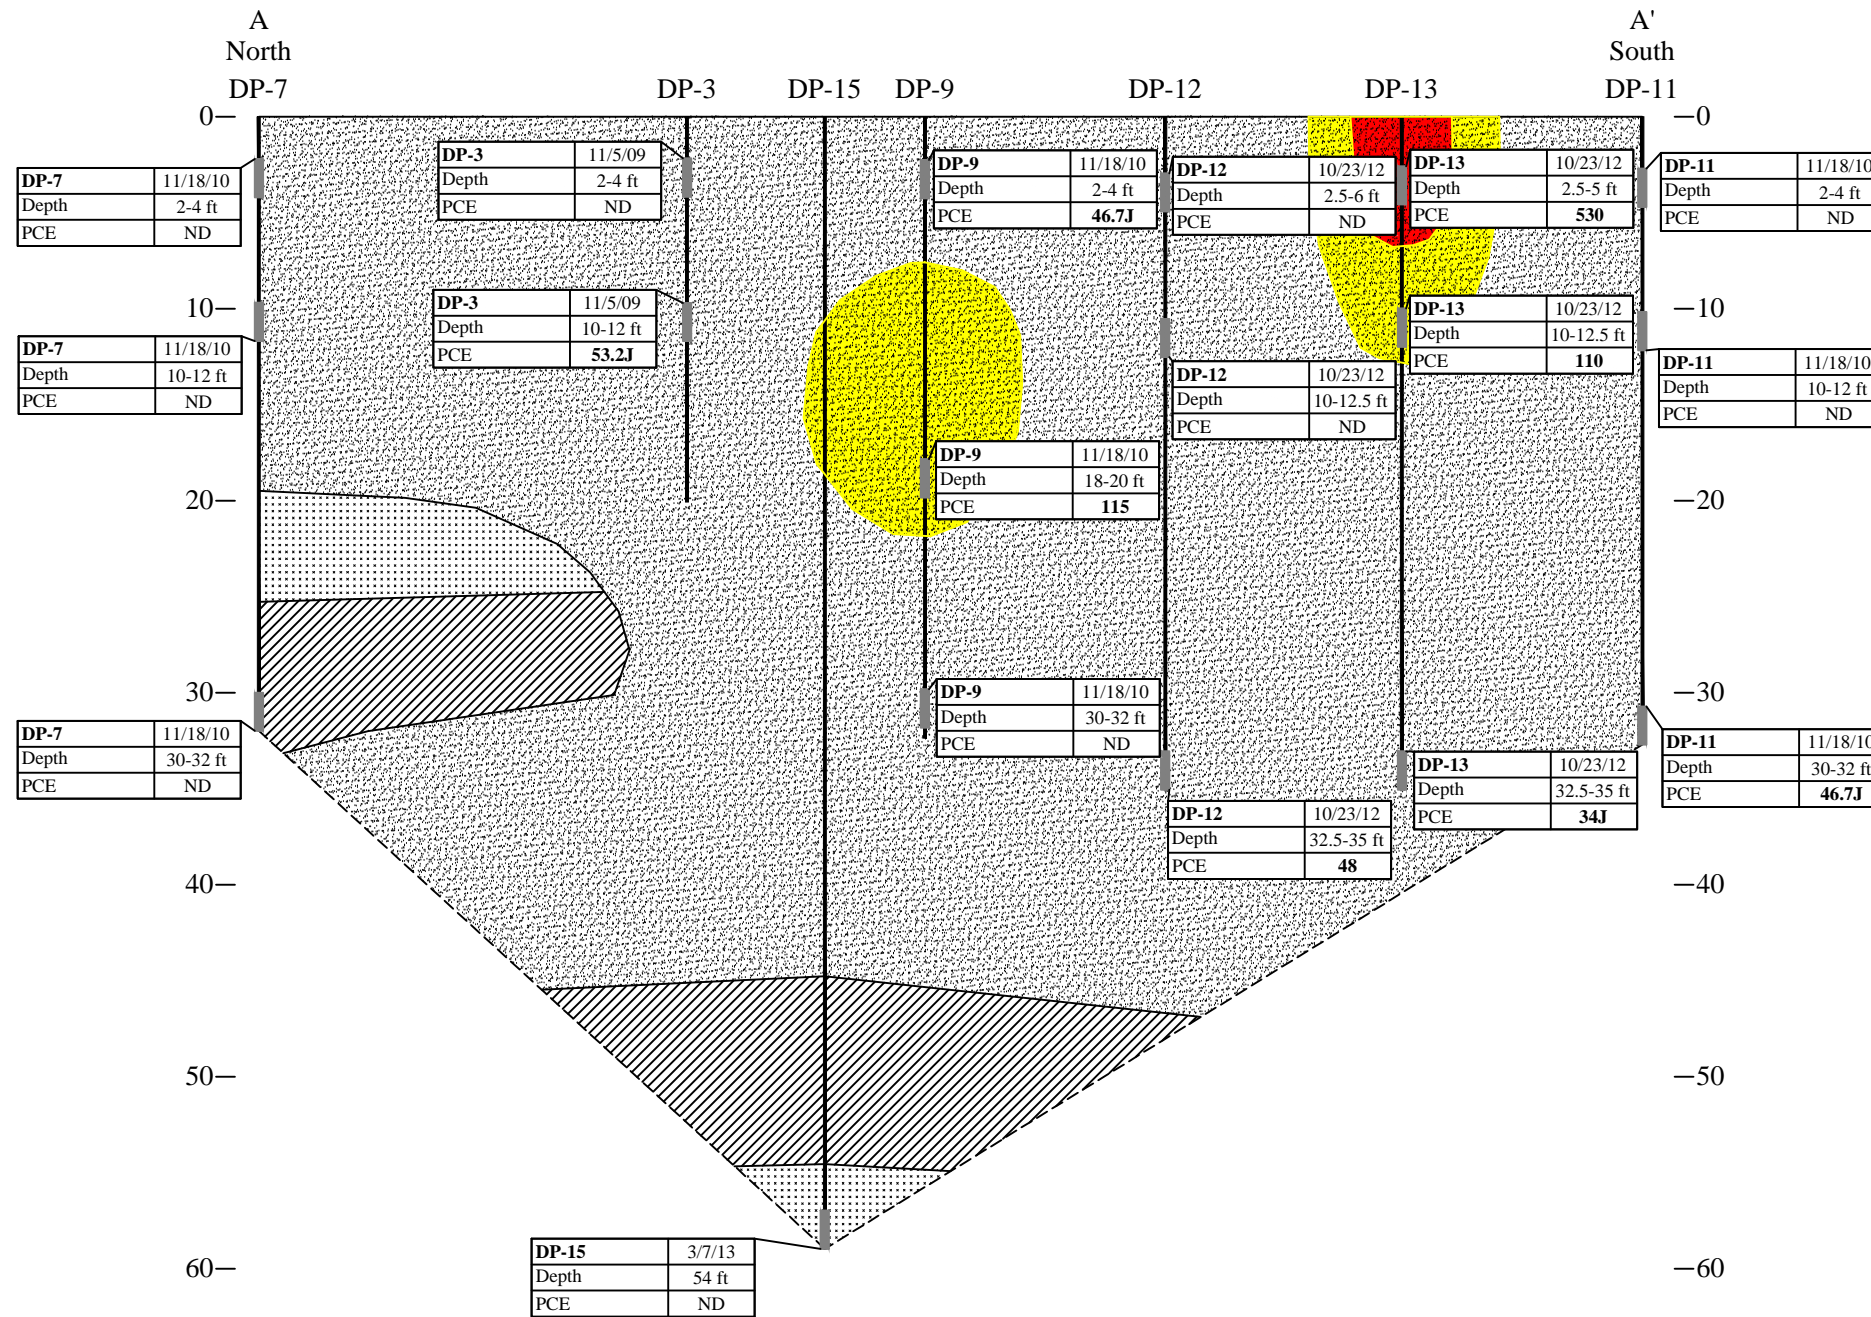 A
North
A'
South
DP-7
DP-3
DP-15
DP-9
DP-12
DP-13
DP-11
0
10
20
30
40
50
60
0
10
20
30
40
50
60
DP-7 11/18/10
Depth 2-4 ft
PCE ND
DP-7 11/18/10
Depth 10-12 ft
PCE ND
DP-7 11/18/10
Depth 30-32 ft
PCE ND
DP-3 11/5/09
Depth 2-4 ft
PCE ND
DP-3 11/5/09
Depth 10-12 ft
PCE 53.2J
DP-15 3/7/13
Depth 54 ft
PCE ND
DP-9 11/18/10
Depth 2-4 ft
PCE 46.7J
DP-9 11/18/10
Depth 18-20 ft
PCE 115
DP-9 11/18/10
Depth 30-32 ft
PCE ND
DP-12 10/23/12
Depth 2.5-6 ft
PCE ND
DP-12 10/23/12
Depth 10-12.5 ft
PCE ND
DP-12 10/23/12
Depth 32.5-35 ft
PCE 48
DP-13 10/23/12
Depth 2.5-5 ft
PCE 530
DP-13 10/23/12
Depth 10-12.5 ft
PCE 110
DP-13 10/23/12
Depth 32.5-35 ft
PCE 34J
DP-11 11/18/10
Depth 2-4 ft
PCE ND
DP-11 11/18/10
Depth 10-12 ft
PCE ND
DP-11 11/18/10
Depth 30-32 ft
PCE 46.7J